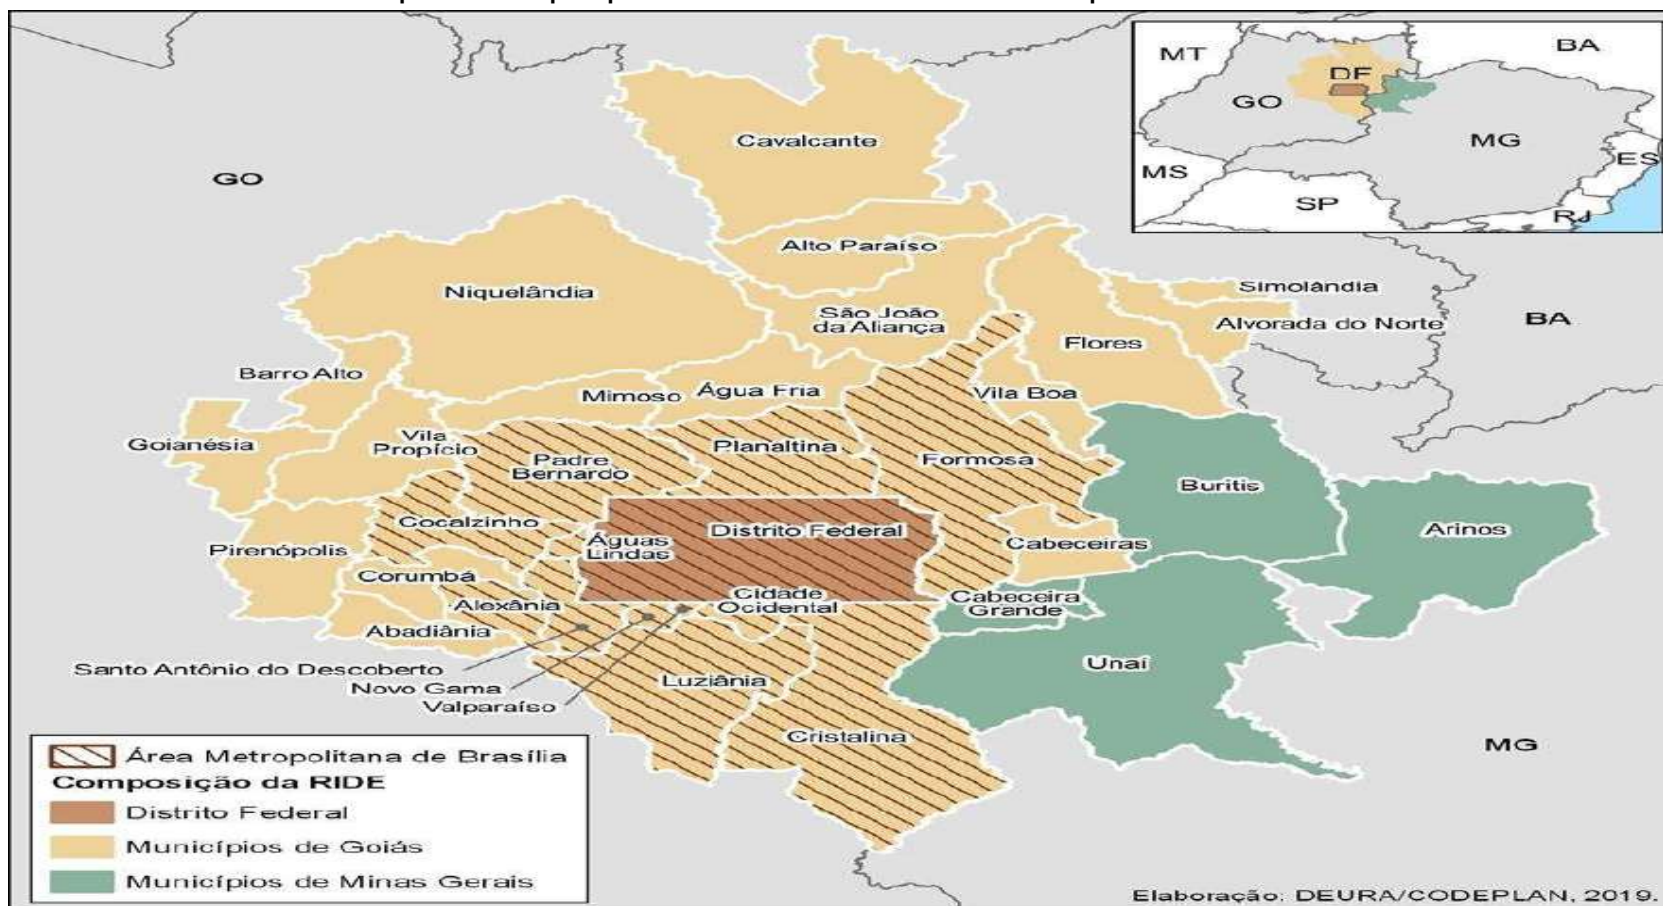 MT
BA
DF
GO
MG
ES
MS
SP
RJ
GO
Cavalcante
Alto Paraíso
Niquelândia
Simolândia
São João
da Aliança
Alvorada do Norte
BA
Flores
Barro Alto
Mimoso
Água Fria
Vila Boa
Goianésia
Vila
Propício
Planaltina
Padre
Bernardo
Formosa
Buritis
Cocalzinho
Águas
Lindas
Distrito Federal
Arinos
Pirenópolis
Cabeceiras
Corumbá
Alexânia
Cidade
Ocidental
Cabeceira
Grande
Abadiânia
Santo Antônio do Descoberto
Novo Gama
Valparaíso
Luziânia
Unaí
Cristalina
MG
Área Metropolitana de Brasília
Composição da RIDE
Distrito Federal
Municípios de Goiás
Municípios de Minas Gerais
Elaboração: DEURA/CODEPLAN, 2019.